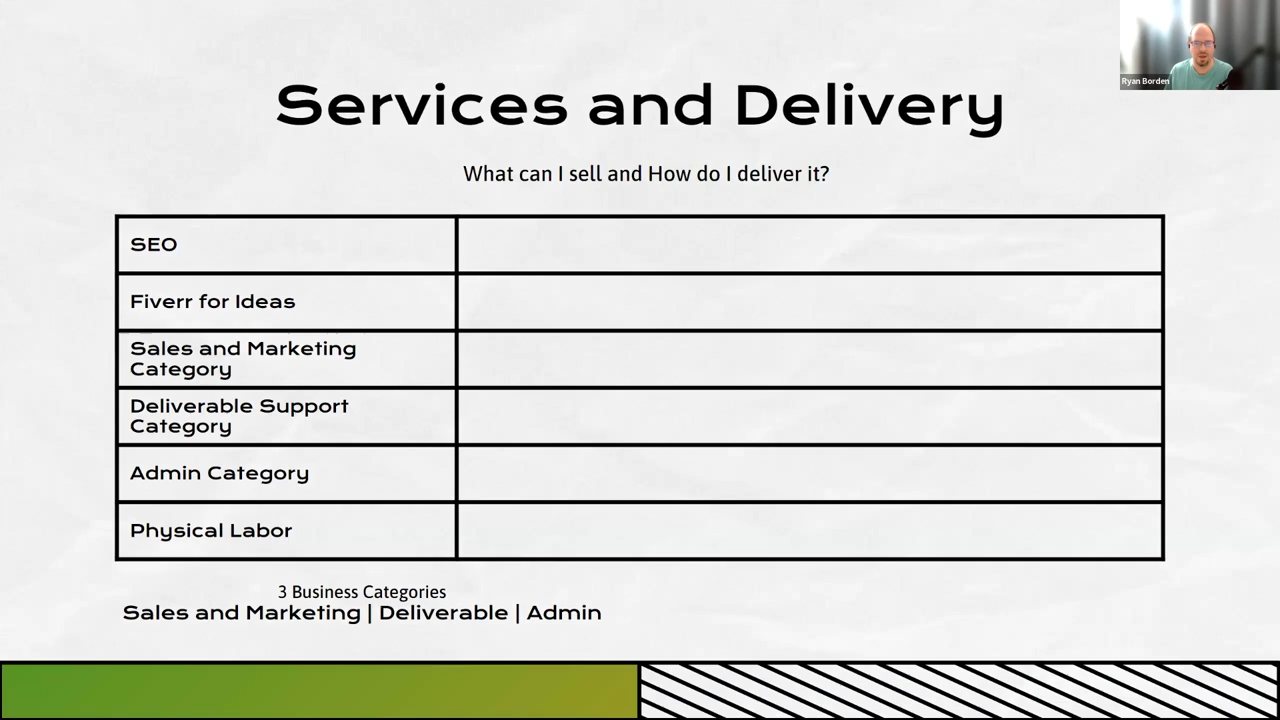 Ryan Borden
Services and Delivery
What can I sell and How do I deliver it?
SEO
Fiverr for Ideas
Sales and Marketing
Category
Deliverable Support
Category
Admin Category
Physical Labor
3 Business Categories
Sales and Marketing | Deliverable | Admin